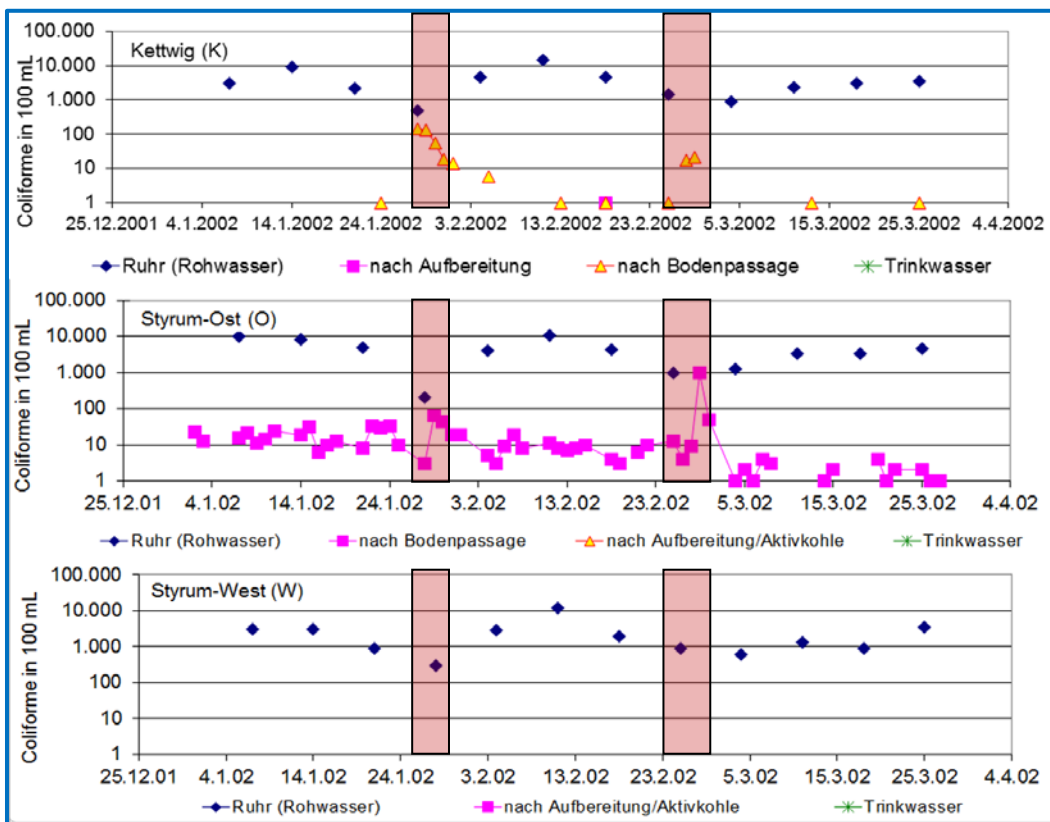 Kettwig (K)
Coliforme in 100 mL
100.000
10.000
1.000
100
10
1
25.12.2001 4.1.2002 14.1.2002 24.1.2002 3.2.2002 13.2.2002 23.2.2002 5.3.2002 15.3.2002 25.3.2002 4.4.2002
Ruhr (Rohwasser) nach Aufbereitung nach Bodenpassage Trinkwasser
Styrum-Ost (O)
Coliforme in 100 mL
100.000
10.000
1.000
100
10
1
25.12.01 4.1.02 14.1.02 24.1.02 3.2.02 13.2.02 23.2.02 5.3.02 15.3.02 25.3.02 4.4.02
Ruhr (Rohwasser) nach Bodenpassage nach Aufbereitung/Aktivkohle Trinkwasser
Styrum-West (W)
Coliforme in 100 mL
100.000
10.000
1.000
100
10
1
25.12.01 4.1.02 14.1.02 24.1.02 3.2.02 13.2.02 23.2.02 5.3.02 15.3.02 25.3.02 4.4.02
Ruhr (Rohwasser) nach Aufbereitung/Aktivkohle Trinkwasser